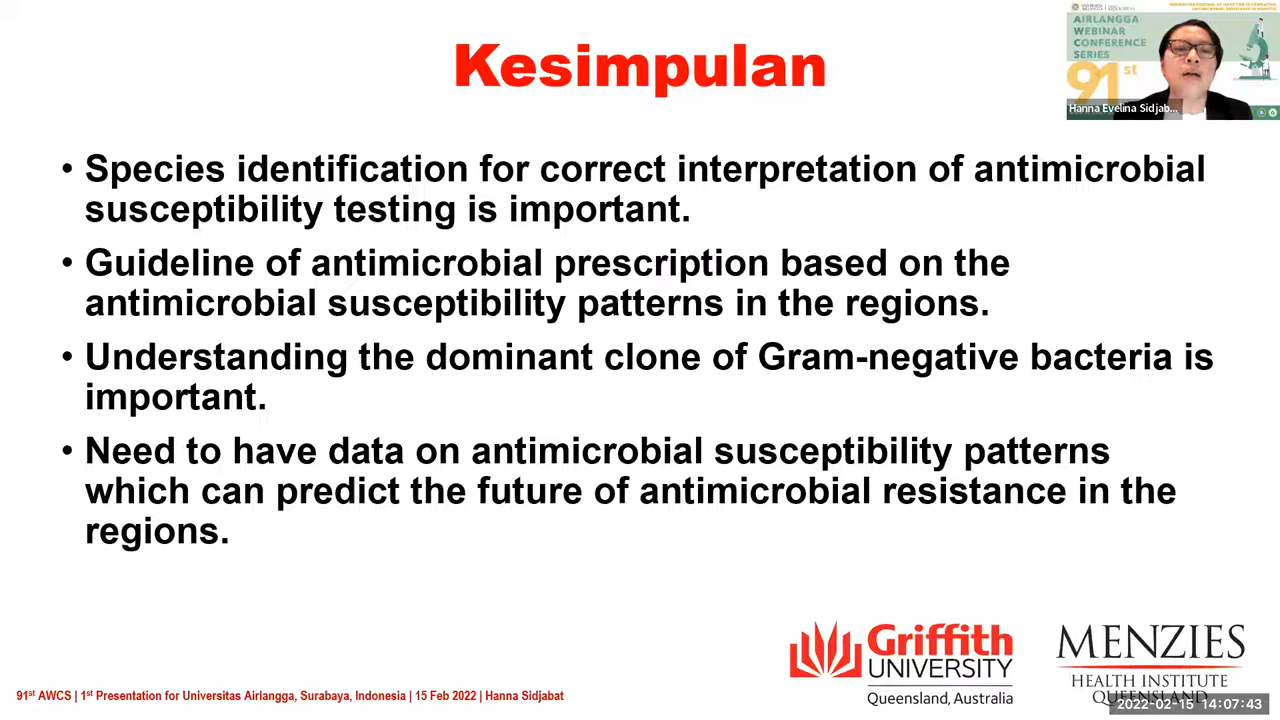 Kesimpulan
AIRLANGGA
WEBINAR
CONFERENCE
SERIES
91st
Hanna Evelina Sidjab...
• Species identification for correct interpretation of antimicrobial
susceptibility testing is important.
• Guideline of antimicrobial prescription based on the
antimicrobial susceptibility patterns in the regions.
• Understanding the dominant clone of Gram-negative bacteria is
important.
• Need to have data on antimicrobial susceptibility patterns
which can predict the future of antimicrobial resistance in the
regions.
Griffith
UNIVERSITY
Queensland, Australia
MENZIES
HEALTH INSTITUTE
QUEENSLAND
91st AWCS | 1st Presentation for Universitas Airlangga, Surabaya, Indonesia | 15 Feb 2022 | Hanna Sidjabat
2022-02-15 14:07:43